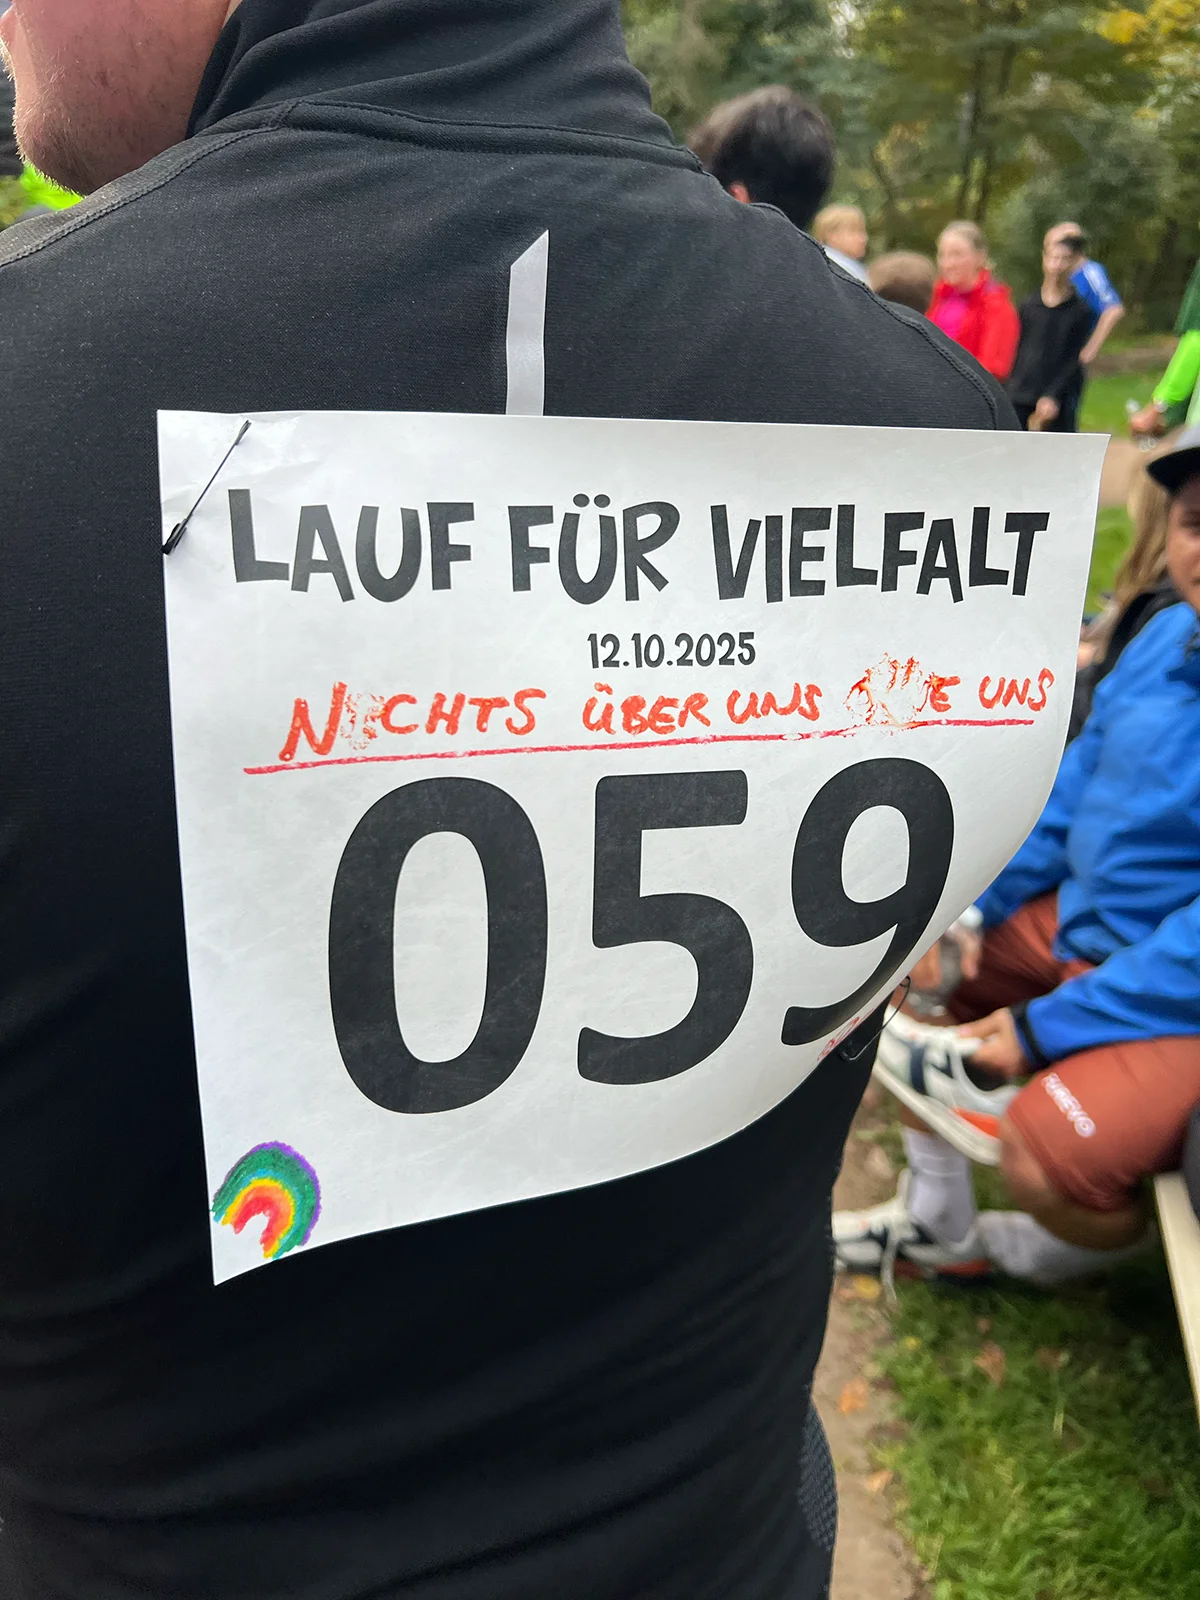 LAUF FÜR VIELFALT
12.10.2025
NICHTS ÜBER UNS UNS
059